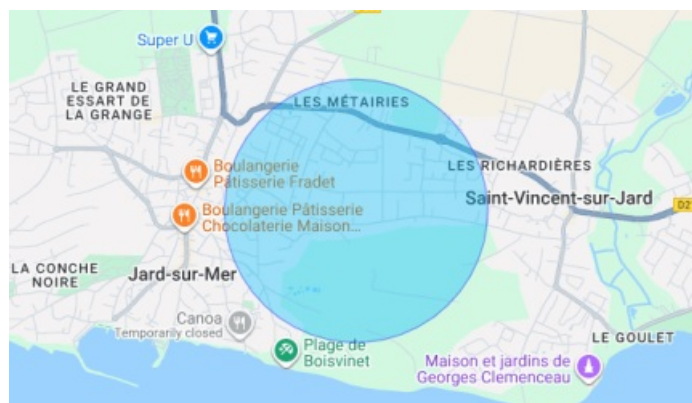 Super U
LE GRAND
ESSART DE
LA GRANGE
LES MÉTAIRIES
Boulangerie
Pâtisserie Fradet
LES RICHARDIÈRES
Saint-Vincent-sur-Jard
D21
Boulangerie Pâtisserie
Chocolaterie Maison...
LA CONCHE
NOIRE
Jard-sur-Mer
Canoa
Temporarily closed
Plage de
Boisvinet
LE GOULET
Maison et jardins de
Georges Clemenceau